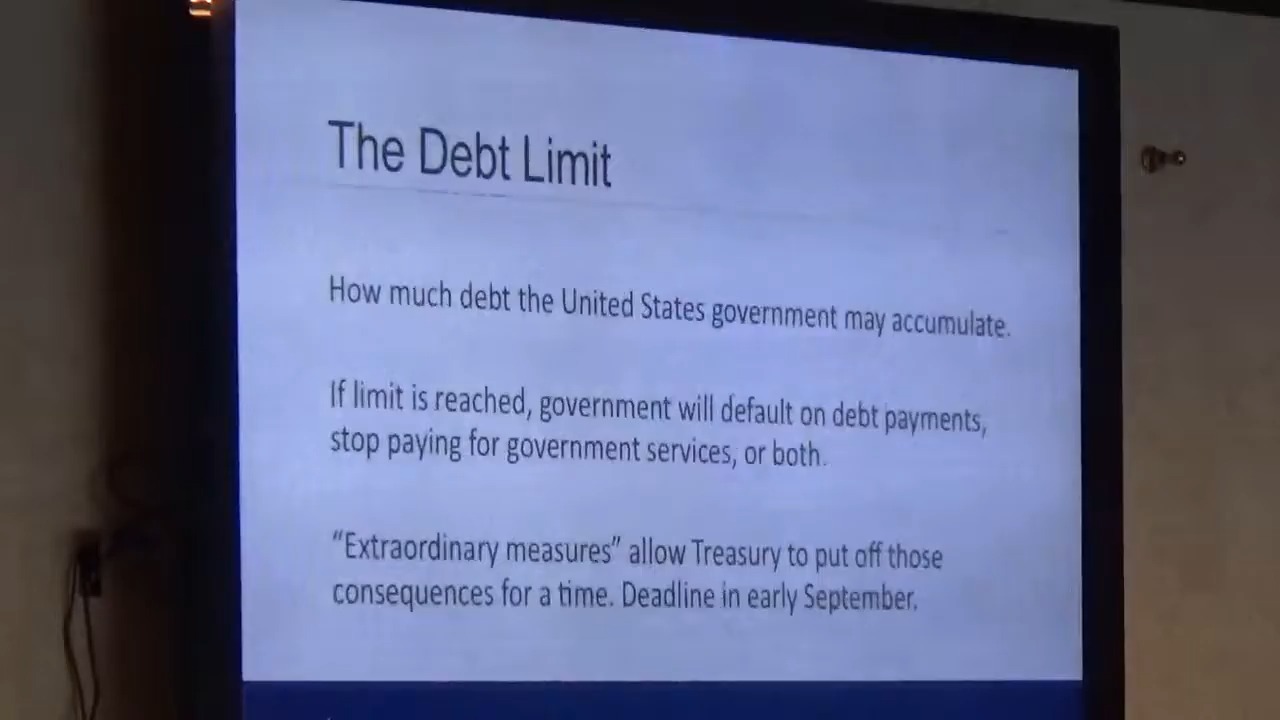 The Debt Limit
How much debt the United States government may accumulate.
If limit is reached, government will default on debt payments,
stop paying for government services, or both.
“Extraordinary measures” allow Treasury to put off those
consequences for a time. Deadline in early September.